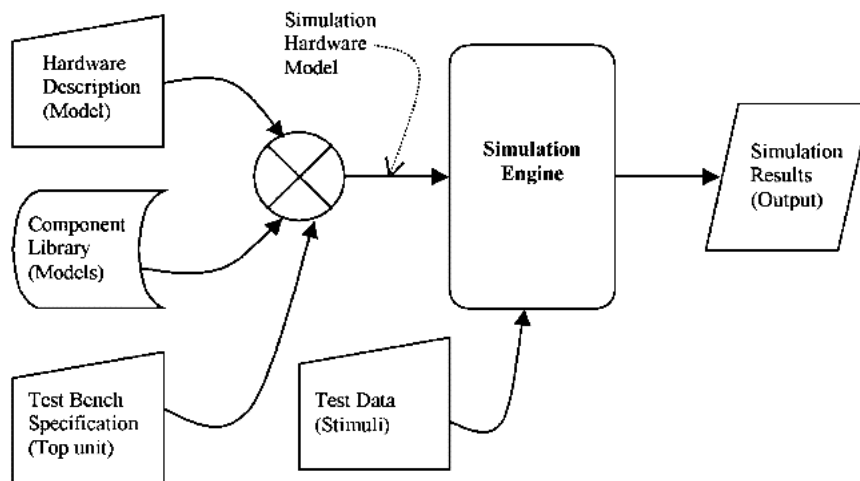 Hardware
Description
(Model)
Simulation
Hardware
Model
Simulation
Engine
Simulation
Results
(Output)
Component
Library
(Models)
Test Bench
Specification
(Top unit)
Test Data
(Stimuli)